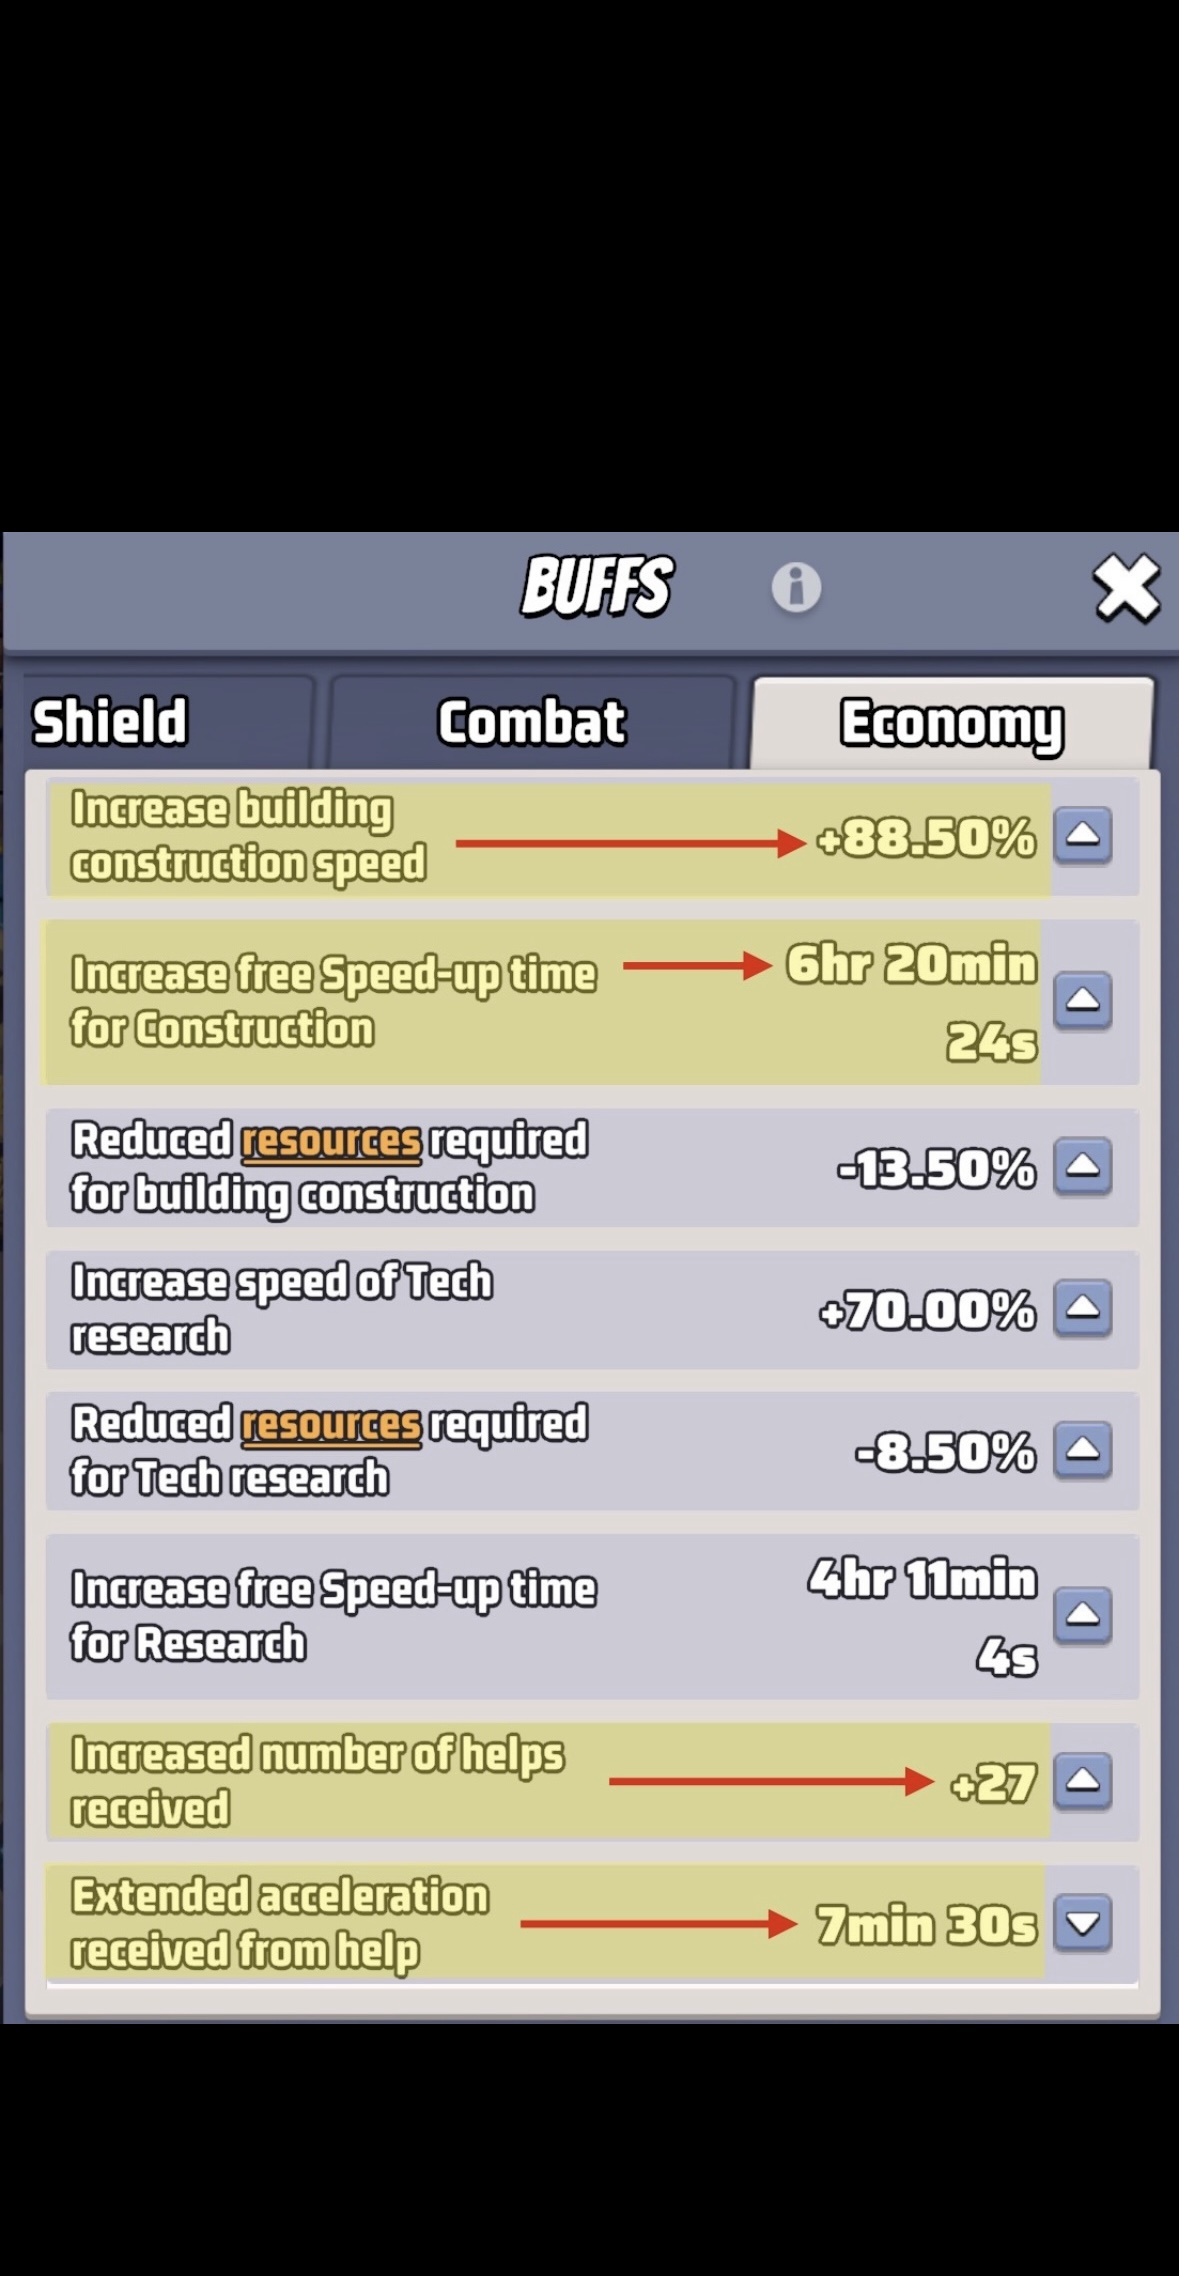 BUFFS
Shield
Combat
Economy
Increase building
construction speed
+88.50%
Increase free Speed-up time
for Construction
6hr 20min
24s
Reduced resources required
for building construction
-13.50%
Increase speed of Tech
research
+70.00%
Reduced resources required
for Tech research
-8.50%
Increase free Speed-up time
for Research
4hr 11min
4s
Increased number of helps
received
+27
Extended acceleration
received from help
7min 30s